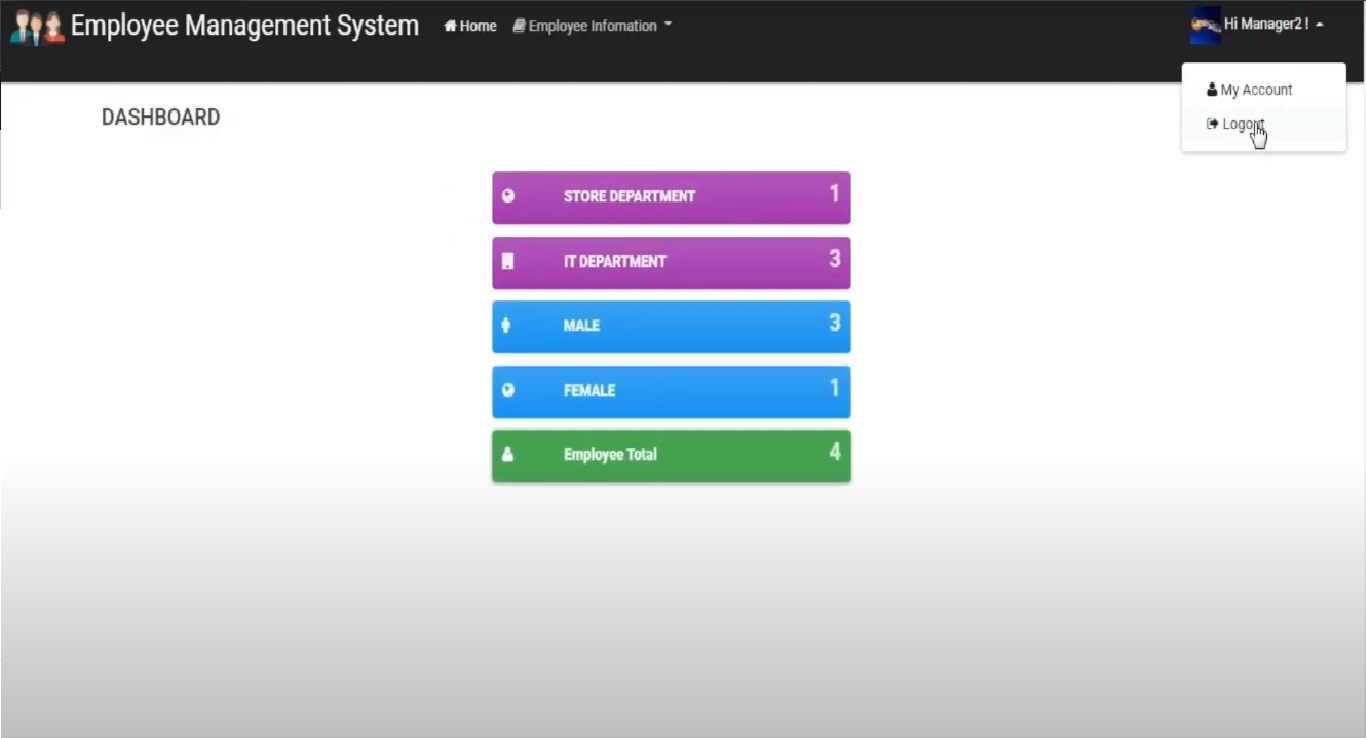 Employee Management System
Home
Employee Infomation
Hi Manager2 !
My Account
Logout
DASHBOARD
STORE DEPARTMENT 1
IT DEPARTMENT 3
MALE 3
FEMALE 1
Employee Total 4